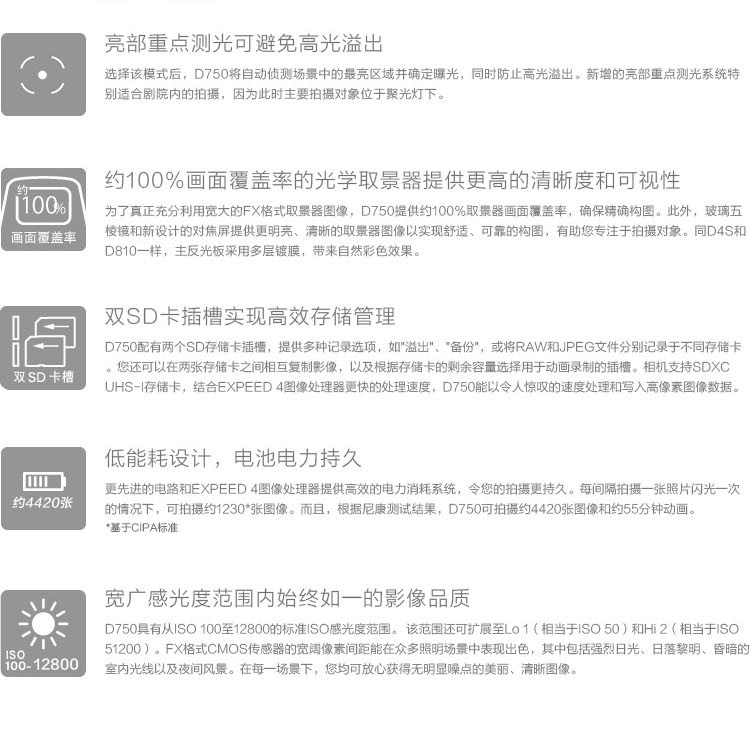 亮部重点测光可避免高光溢出
选择该模式后，D750将自动侦测场景中的最亮区域并确定曝光，同时防止高光溢出。新增的亮部重点测光系统特
别适合剧院内的拍摄，因为此时主要拍摄对象位于聚光灯下。
约
100%
画面覆盖率
约100%画面覆盖率的光学取景器提供更高的清晰度和可视性
为了真正充分利用宽大的FX格式取景器图像，D750提供约100%取景器画面覆盖率，确保精确构图。此外，玻璃五
棱镜和新设计的对焦屏提供更明亮、清晰的取景器图像以实现舒适、可靠的构图，有助您专注于拍摄对象。同D4S和
D810一样，主反光板采用多层镀膜，带来自然彩色效果。
双SD卡槽
双SD卡插槽实现高效存储管理
D750配有两个SD存储卡插槽，提供多种记录选项，如"溢出"、"备份"，或将RAW和JPEG文件分别记录于不同存储卡
。您还可以在两张存储卡之间相互复制影像，以及根据存储卡的剩余容量选择用于动画录制的插槽。相机支持SDXC
UHS-I存储卡，结合EXPEED 4图像处理器更快的处理速度，D750能以令人惊叹的速度处理和写入高像素图像数据。
约4420张
低能耗设计，电池电力持久
更先进的电路和EXPEED 4图像处理器提供高效的电力消耗系统，令您的拍摄更持久。每间隔拍摄一张照片闪光一次
的情况下，可拍摄约1230*张图像。而且，根据尼康测试结果，D750可拍摄约4420张图像和约55分钟动画。
*基于CIPA标准
ISO
100-12800
宽广感光度范围内始终如一的影像品质
D750具有从ISO 100至12800的标准ISO感光度范围。 该范围还可扩展至Lo 1（相当于ISO 50）和Hi 2（相当于ISO
51200）。FX格式CMOS传感器的宽阔像素间距能在众多照明场景中表现出色，其中包括强烈日光、日落黎明、昏暗的
室内光线以及夜间风景。在每一场景下，您均可放心获得无明显噪点的美丽、清晰图像。